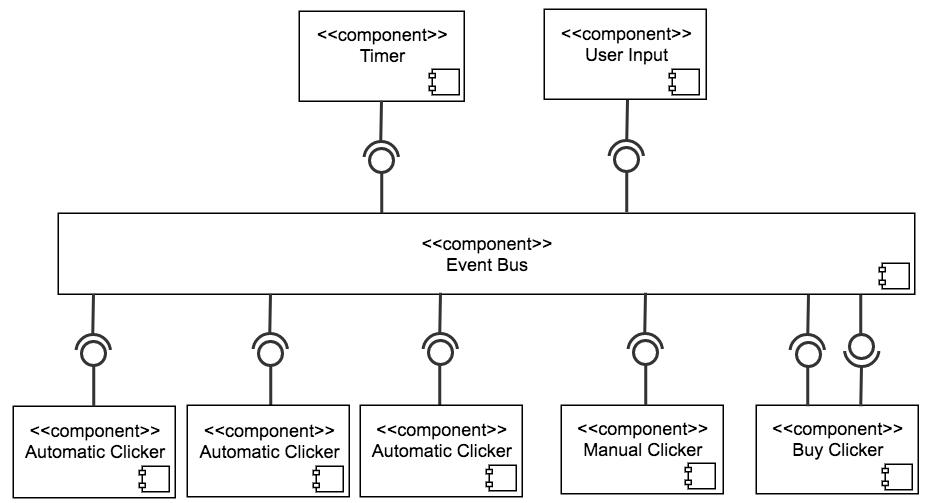 <<component>>
Timer
<<component>>
User Input
<<component>>
Event Bus
<<component>>
Automatic Clicker
<<component>>
Automatic Clicker
<<component>>
Automatic Clicker
<<component>>
Manual Clicker
<<component>>
Buy Clicker